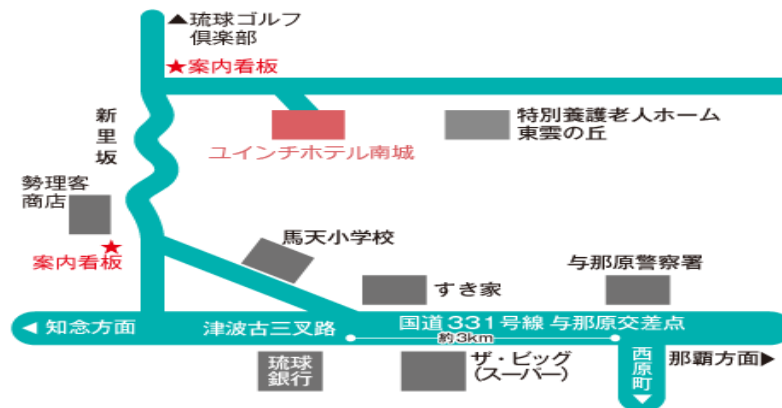 ▲琉球ゴルフ
倶楽部
★案内看板
新里坂
特別養護老人ホーム
東雲の丘
ユインチホテル南城
勢理客
商店
★
案内看板
馬天小学校
すき家
与那原警察署
◀ 知念方面
津波古三叉路
国道331号線 与那原交差点
約3km
琉球
銀行
ザ・ビッグ
(スーパー)
西原町
那覇方面▶